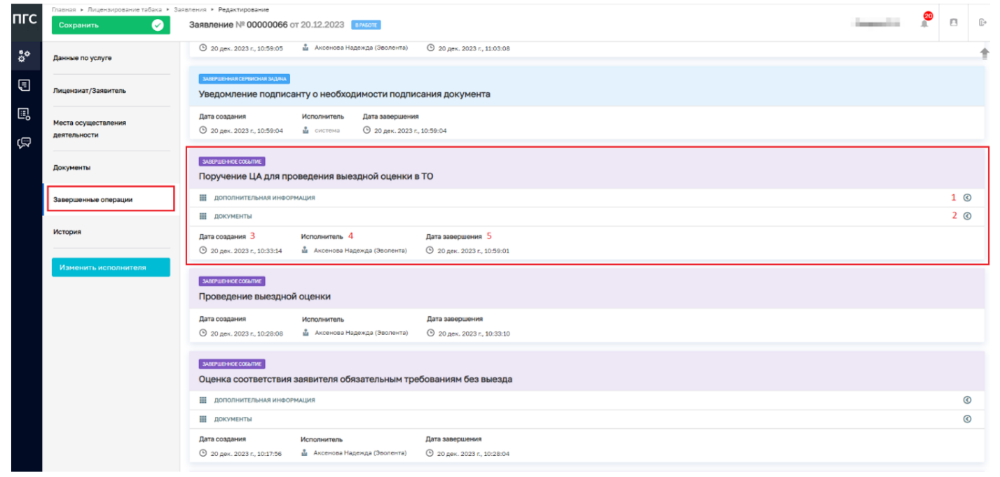 ПГС
Главная ▸ Лицензирование табака ▸ Заявления ▸ Редактирование
Сохранить
Заявление № 00000066 от 20.12.2023 В РАБОТЕ
20
Данные по услуге
Лицензиат/Заявитель
Места осуществления
деятельности
Документы
Завершенные операции
История
Изменить исполнителя
20 дек. 2023 г., 10:59:05 Аксенова Надежда (Эволента) 20 дек. 2023 г., 11:03:08
ЗАВЕРШЕННАЯ СЕРВИСНАЯ ЗАДАЧА
Уведомление подписанту о необходимости подписания документа
Дата создания Исполнитель Дата завершения
20 дек. 2023 г., 10:59:04 система 20 дек. 2023 г., 10:59:04
ЗАВЕРШЕННОЕ СОБЫТИЕ
Поручение ЦА для проведения выездной оценки в ТО
ДОПОЛНИТЕЛЬНАЯ ИНФОРМАЦИЯ 1
ДОКУМЕНТЫ 2
Дата создания 3 Исполнитель 4 Дата завершения 5
20 дек. 2023 г., 10:33:14 Аксенова Надежда (Эволента) 20 дек. 2023 г., 10:59:01
ЗАВЕРШЕННОЕ СОБЫТИЕ
Проведение выездной оценки
Дата создания Исполнитель Дата завершения
20 дек. 2023 г., 10:28:08 Аксенова Надежда (Эволента) 20 дек. 2023 г., 10:33:10
ЗАВЕРШЕННОЕ СОБЫТИЕ
Оценка соответствия заявителя обязательным требованиям без выезда
ДОПОЛНИТЕЛЬНАЯ ИНФОРМАЦИЯ
ДОКУМЕНТЫ
Дата создания Исполнитель Дата завершения
20 дек. 2023 г., 10:17:56 Аксенова Надежда (Эволента) 20 дек. 2023 г., 10:28:04